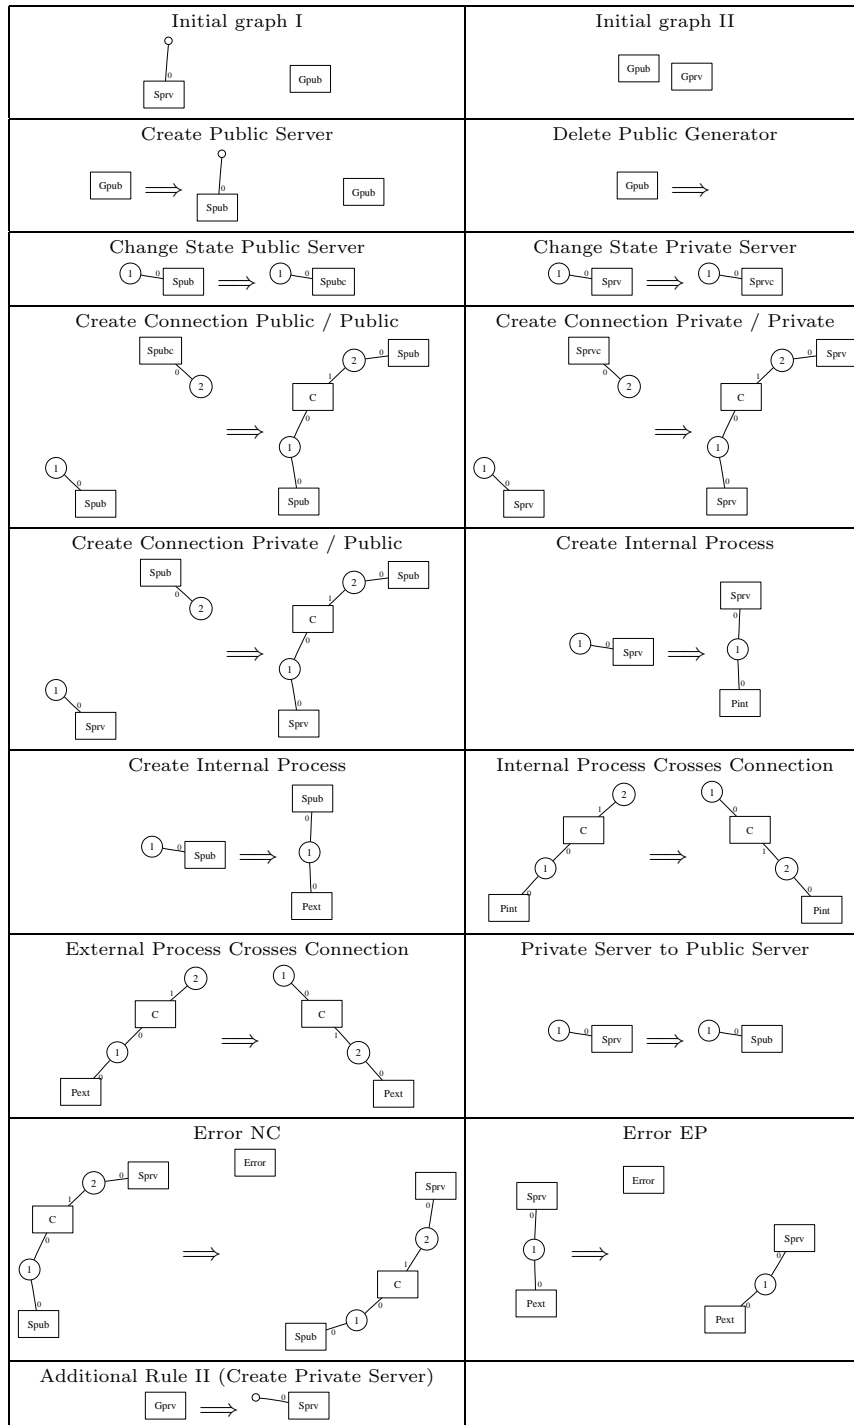 Initial graph I
0
Sprv
Gpub
Initial graph II
Gpub
Gprv
Create Public Server
Gpub
0
Spub
Gpub
Delete Public Generator
Gpub
Change State Public Server
1 0 Spub
1 0 Spubc
Change State Private Server
1 0 Sprv
1 0 Sprvc
Create Connection Public / Public
Spubc
0
2
1
0
Spub
2 0 Spub
1
C
0
1
0
Spub
Create Connection Private / Private
Sprvc
0
2
1
0
Sprv
2 0 Sprv
1
C
0
1
0
Sprv
Create Connection Private / Public
Spub
0
2
1
0
Sprv
2 0 Spub
1
C
0
1
0
Sprv
Create Internal Process
1 0 Sprv
Sprv
0
1
0
Pint
Create Internal Process
1 0 Spub
Spub
0
1
0
Pext
Internal Process Crosses Connection
2
1
C
0
1
0
Pint
1
0
C
1
2
0
Pint
External Process Crosses Connection
2
1
C
0
1
0
Pext
1
0
C
1
2
0
Pext
Private Server to Public Server
1 0 Sprv
1 0 Spub
Error NC
2 0 Sprv
1
C
0
1
0
Spub
Error
Sprv
0
2
1
C
0
1
0
Spub
Error EP
Sprv
0
1
0
Pext
Error
Sprv
0
1
0
Pext
Additional Rule II (Create Private Server)
Gprv
0 Sprv